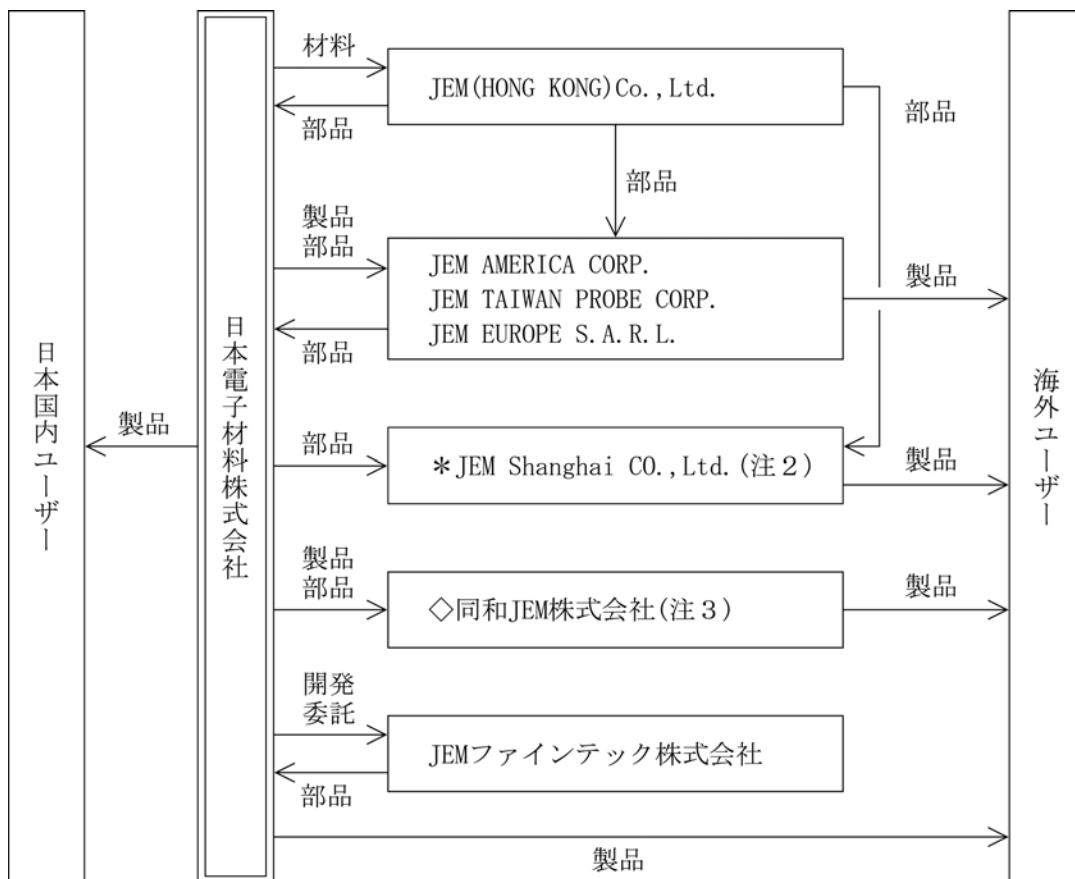 日本国内ユーザー
製品
日本電子材料株式会社
材料
部品
JEM(HONG KONG)Co.,Ltd.
部品
部品
製品
部品
部品
JEM AMERICA CORP.
JEM TAIWAN PROBE CORP.
JEM EUROPE S.A.R.L.
製品
部品
＊JEM Shanghai CO.,Ltd.(注２)
製品
製品
部品
◇同和JEM株式会社(注３)
製品
開発
委託
部品
JEMファインテック株式会社
製品
海外ユーザー